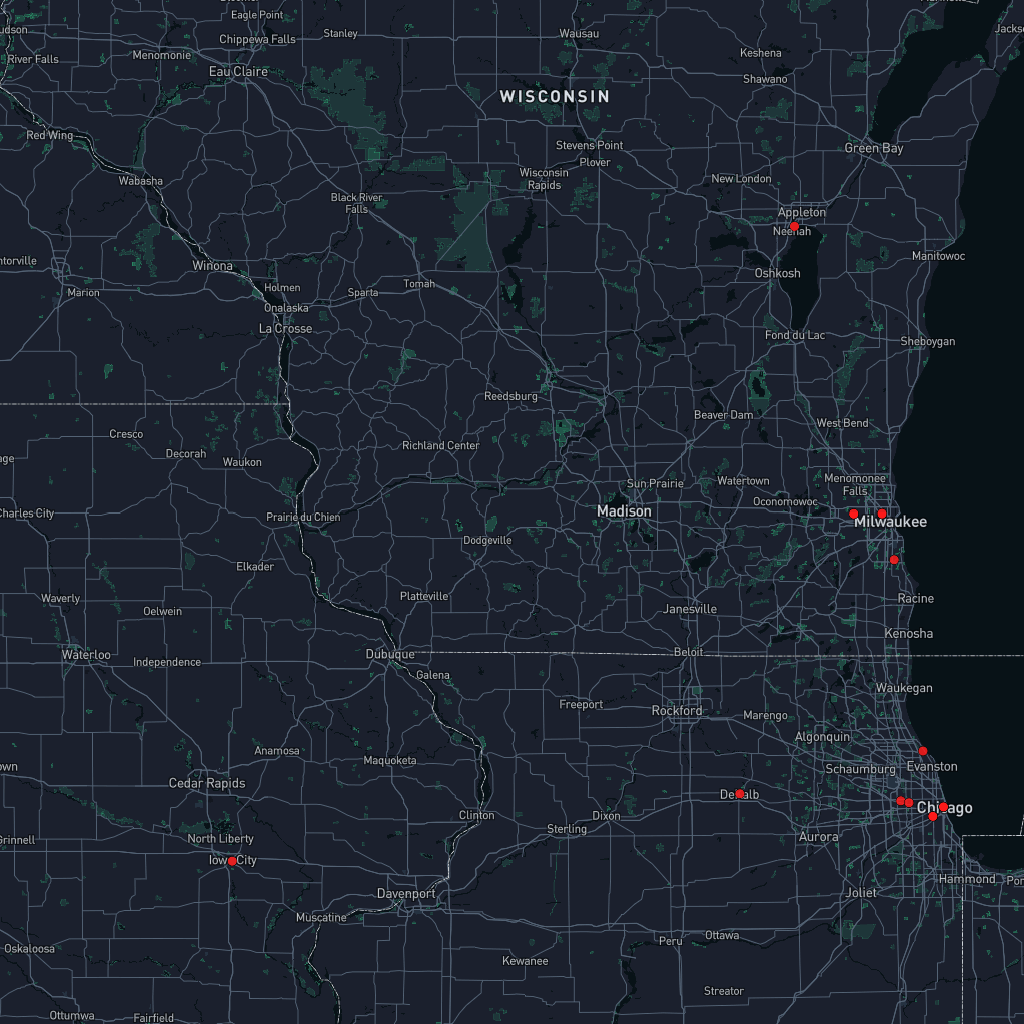 Eagle Point
Chippewa Falls
Stanley
Wausau
Menomonie
River Falls
Eau Claire
Keshena
Shawano
WISCONSIN
Red Wing
Stevens Point
Plover
Green Bay
Wabasha
Wisconsin
Rapids
New London
Black River
Falls
Appleton
Neenah
Manitowoc
Winona
Oshkosh
Marion
Holmen
Sparta
Tomah
Onalaska
La Crosse
Fond du Lac
Sheboygan
Reedsburg
Beaver Dam
West Bend
Cresco
Richland Center
Decorah
Waukon
Sun Prairie
Watertown
Menomonee
Falls
Oconomowoc
Charles City
Prairie du Chien
Madison
Milwaukee
Dodgeville
Elkader
Waverly
Oelwein
Platteville
Janesville
Racine
Kenosha
Waterloo
Independence
Dubuque
Beloit
Galena
Waukegan
Freeport
Rockford
Marengo
Algonquin
Anamosa
Maquoketa
Schaumburg
Evanston
Cedar Rapids
DeKalb
Chicago
Clinton
Dixon
Sterling
Aurora
North Liberty
Iowa City
Grinnell
Davenport
Joliet
Hammond
Muscatine
Peru
Ottawa
Oskaloosa
Kewanee
Streator
Ottumwa
Fairfield